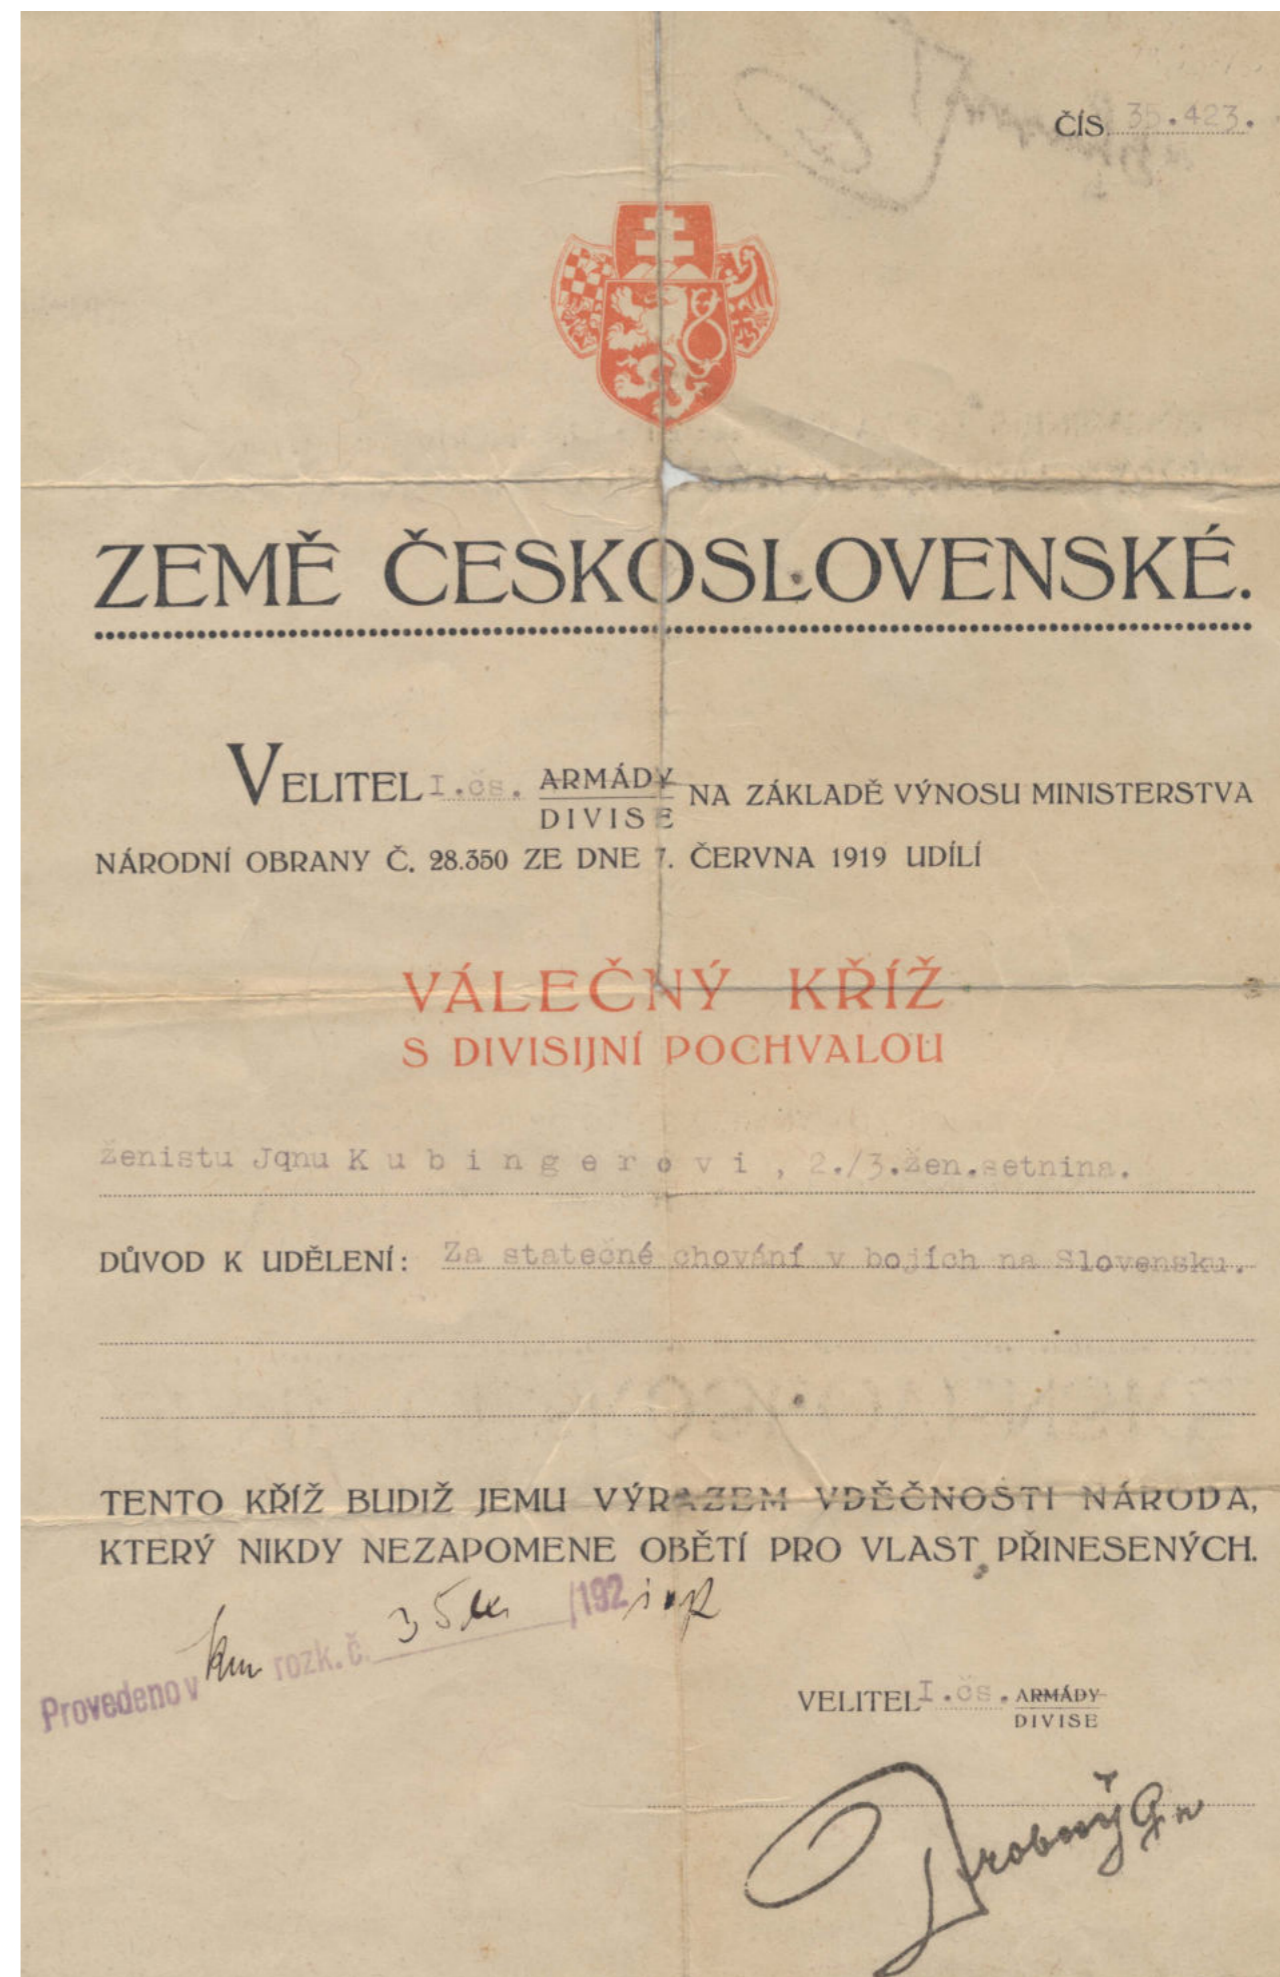 ČÍS. 35.423.
ZEMĚ ČESKOSLOVENSKÉ.
VELITEL I.čs. ARMÁDY NA ZÁKLADĚ VÝNOSU MINISTERSTVA
DIVISE
NÁRODNÍ OBRANY Č. 28.350 ZE DNE 7. ČERVNA 1919 UDÍLÍ
VÁLEČNÝ KŘÍŽ
S DIVISIJNÍ POCHVALOU
ženistu Jqnu K u b i n g e r o v i , 2./3.žen.setnina.
DŮVOD K UDĚLENÍ: Za statečné chování v bojích na Slovensku.
TENTO KŘÍŽ BUDIŽ JEMU VÝRAZEM VDĚČNOSTI NÁRODA,
KTERÝ NIKDY NEZAPOMENE OBĚTÍ PRO VLAST PŘINESENÝCH.
Provedeno v rozk. č. 35 /192
VELITEL I.čs. ARMÁDY
DIVISE